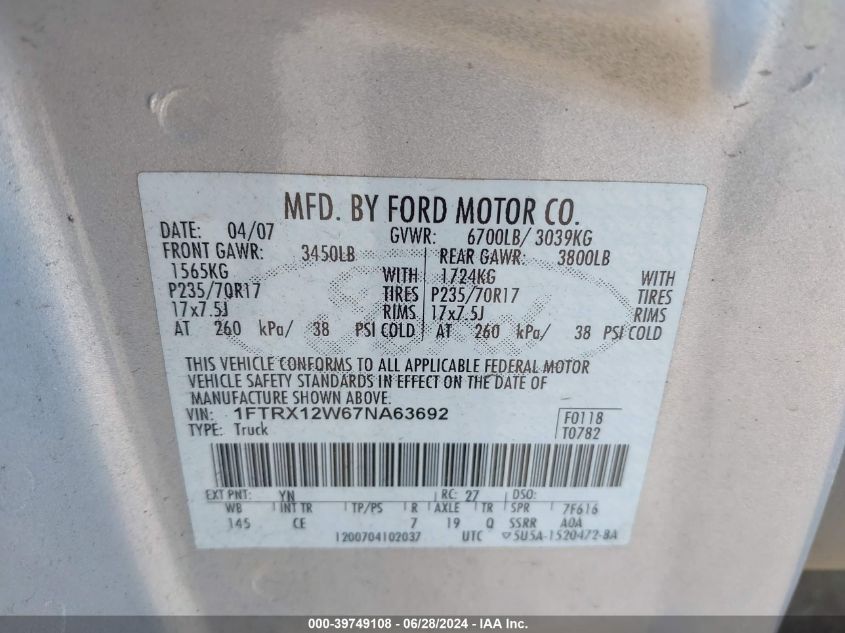 MFD. BY FORD MOTOR CO.
DATE: 04/07 GVWR: 6700LB/ 3039KG
FRONT GAWR: 3450LB REAR GAWR: 3800LB
1565KG WITH 1724KG WITH
P235/70R17 TIRES P235/70R17 TIRES
17x7.5J RIMS 17x7.5J RIMS
AT 260 kPa/ 38 PSI COLD AT 260 kPa/ 38 PSI COLD
THIS VEHICLE CONFORMS TO ALL APPLICABLE FEDERAL MOTOR
VEHICLE SAFETY STANDARDS IN EFFECT ON THE DATE OF
MANUFACTURE SHOWN ABOVE.
VIN: 1FTRX12W67NA63692 F0118
TYPE: Truck T0782
EXT PNT: YN RC: 27 DSO:
WB INT TR TP/PS R AXLE TR SPR 7F616
145 CE 7 19 Q SSRR AOA
1200704102037 UTC ▽5U5A-1520472-BA
000-39749108 - 06/28/2024 - IAA Inc.